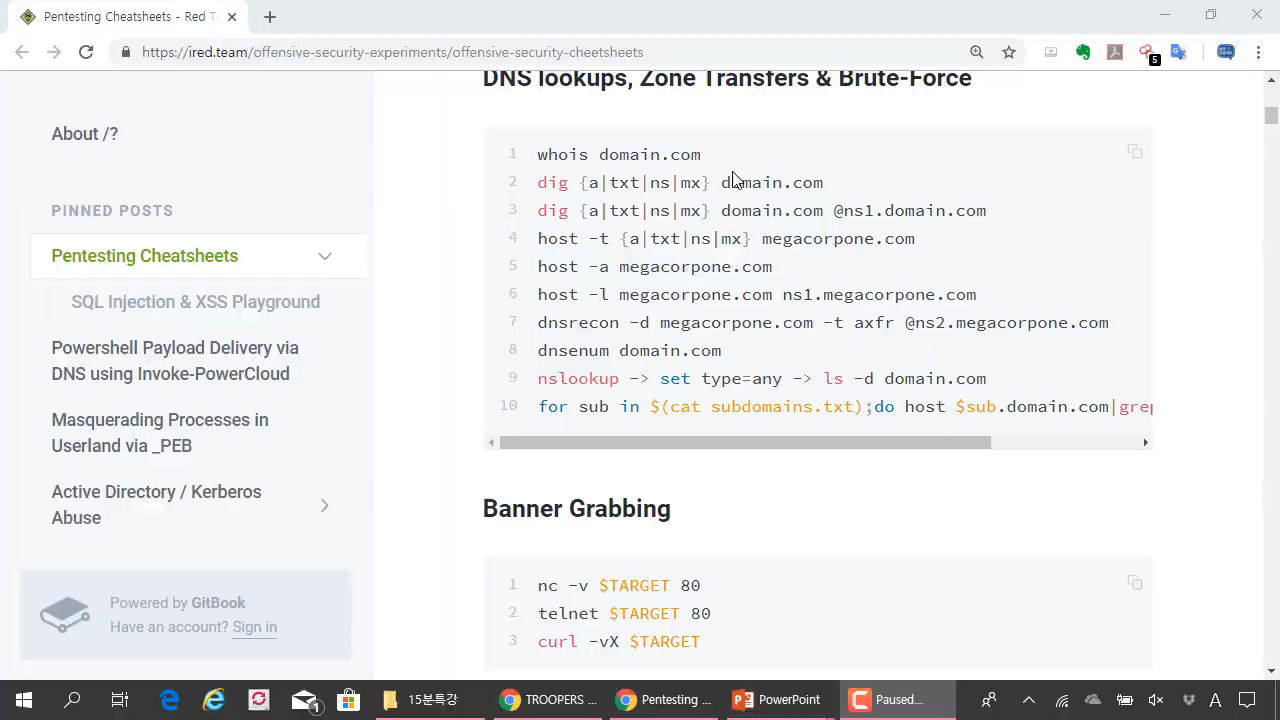 Pentesting Cheatsheets - Red T
https://ired.team/offensive-security-experiments/offensive-security-cheetsheets
5
About /?
PINNED POSTS
Pentesting Cheatsheets
SQL Injection & XSS Playground
Powershell Payload Delivery via
DNS using Invoke-PowerCloud
Masquerading Processes in
Userland via _PEB
Active Directory / Kerberos
Abuse
Powered by GitBook
Have an account? Sign in
DNS lookups, Zone Transfers & Brute-Force
1 whois domain.com
2 dig {a|txt|ns|mx} domain.com
3 dig {a|txt|ns|mx} domain.com @ns1.domain.com
4 host -t {a|txt|ns|mx} megacorpone.com
5 host -a megacorpone.com
6 host -l megacorpone.com ns1.megacorpone.com
7 dnsrecon -d megacorpone.com -t axfr @ns2.megacorpone.com
8 dnsenum domain.com
9 nslookup -> set type=any -> ls -d domain.com
10 for sub in $(cat subdomains.txt);do host $sub.domain.com|grep
Banner Grabbing
1 nc -v $TARGET 80
2 telnet $TARGET 80
3 curl -vX $TARGET
1
15분특강
TROOPERS ...
Pentesting ...
PowerPoint
Paused...
A